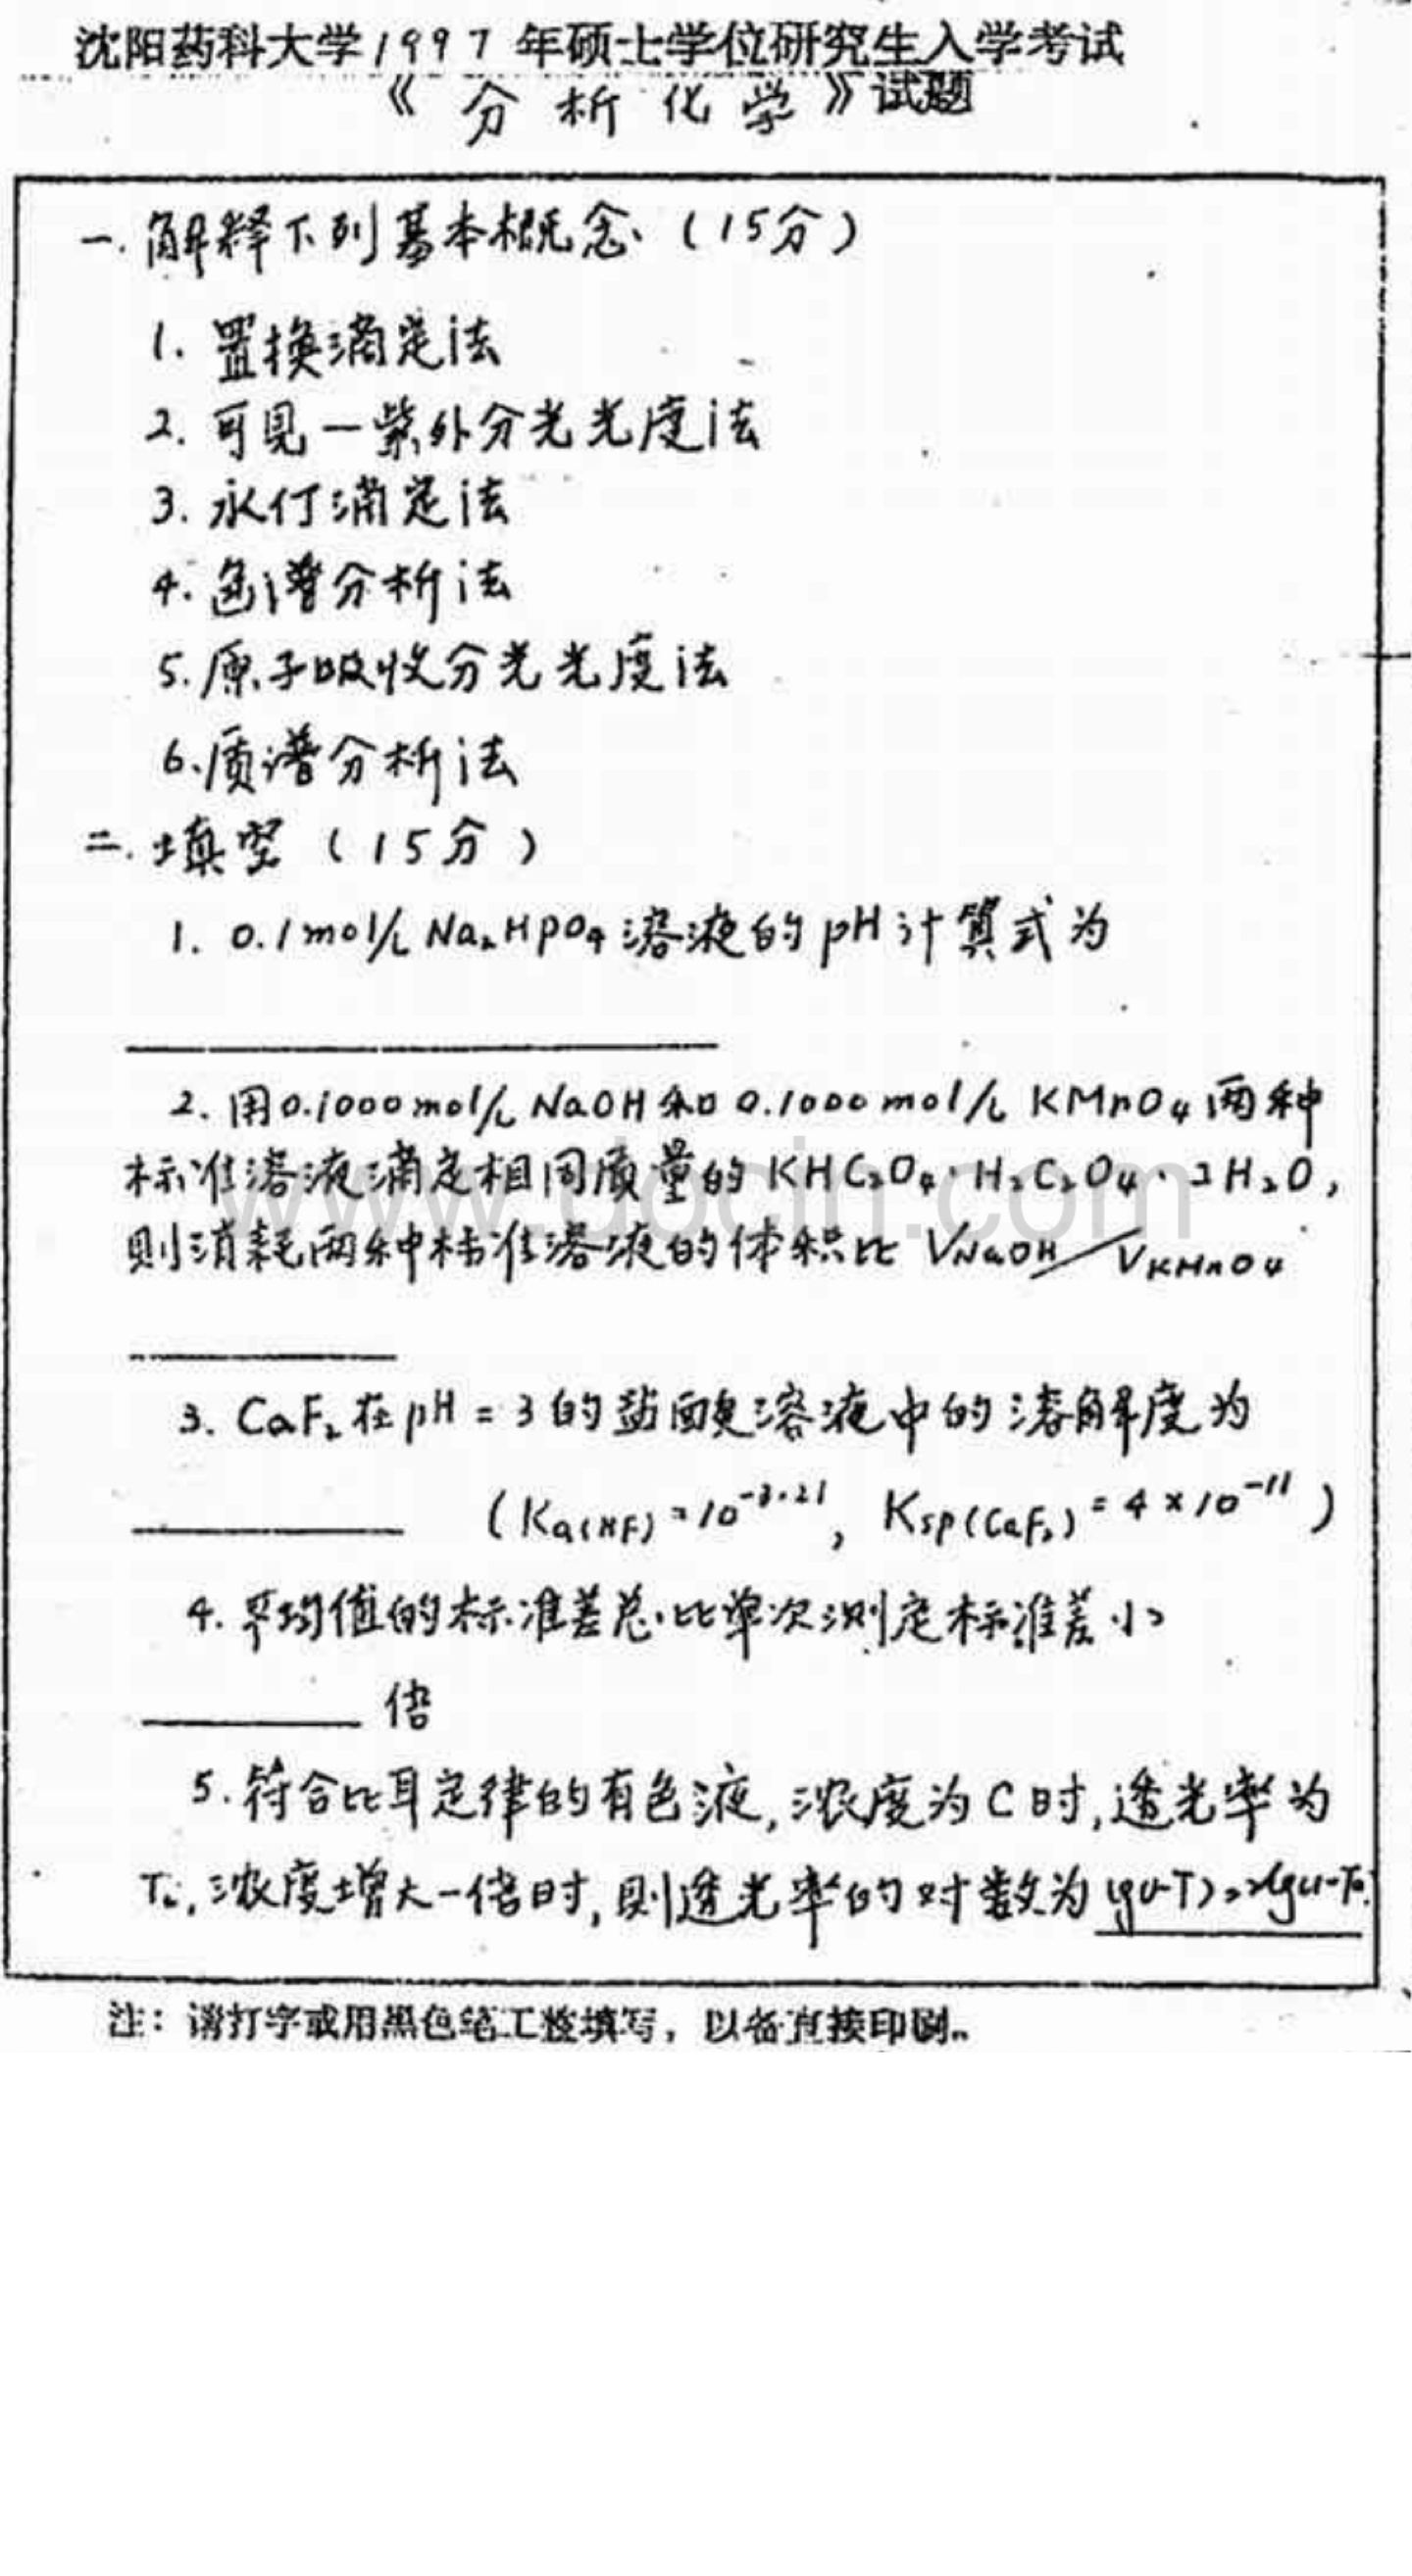 沈阳药科大学1997年硕士学位研究生入学考试
《分析化学》试题
一.解释下列基本概念(15分)
1.置换滴定法
2.可见一紫外分光光度法
3.永停滴定法
4.色谱分析法
5.原子吸收分光光度法
6.质谱分析法
二.填空(15分)
1. 0.1mol/L Na₂HPO₄溶液的pH计算式为
2.用0.1000mol/L NaOH和0.1000mol/L KMnO₄两种
标准溶液滴定相同质量的KHC₂O₄·H₂C₂O₄·2H₂O,
www.docin.com
则消耗两种标准溶液的体积比 VNaOH/VKMnO₄
3. CaF₂在pH=3的盐酸溶液中的溶解度为
(Ka(HF)=10⁻³·²¹, Ksp(CaF₂)=4×10⁻¹¹)
4.平均值的标准差总比单次测定标准差小
倍
5.符合比耳定律的有色液,浓度为C时,透光率为
T₀,浓度增大一倍时,则透光率的对数为
注：请打字或用黑色笔工整填写，以备直接印刷。